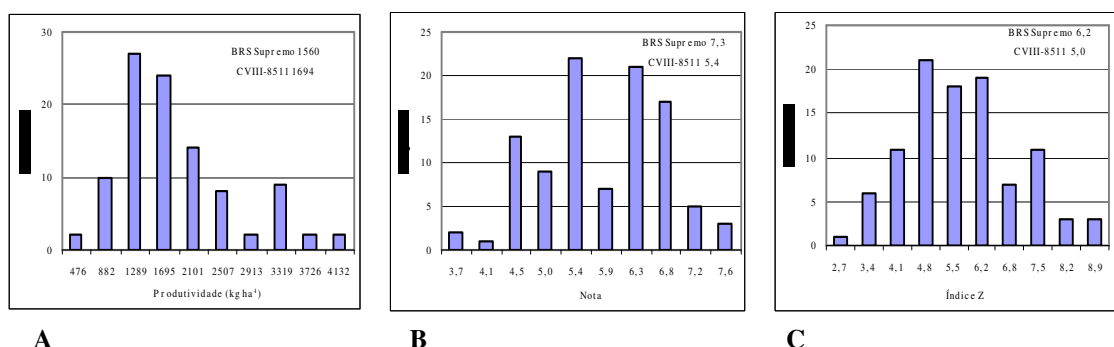 30
20
10
0
BRS Supremo 1560
CVIII-8511 1694
476 882 1289 1695 2101 2507 2913 3319 3726 4132
Produtividade (kg ha⁻¹)
A
25
20
15
10
5
0
BRS Supremo 7,3
CVIII-8511 5,4
3,7 4,1 4,5 5,0 5,4 5,9 6,3 6,8 7,2 7,6
Nota
B
25
20
15
10
5
0
BRS Supremo 6,2
CVIII-8511 5,0
2,7 3,4 4,1 4,8 5,5 6,2 6,8 7,5 8,2 8,9
Índice Z
C